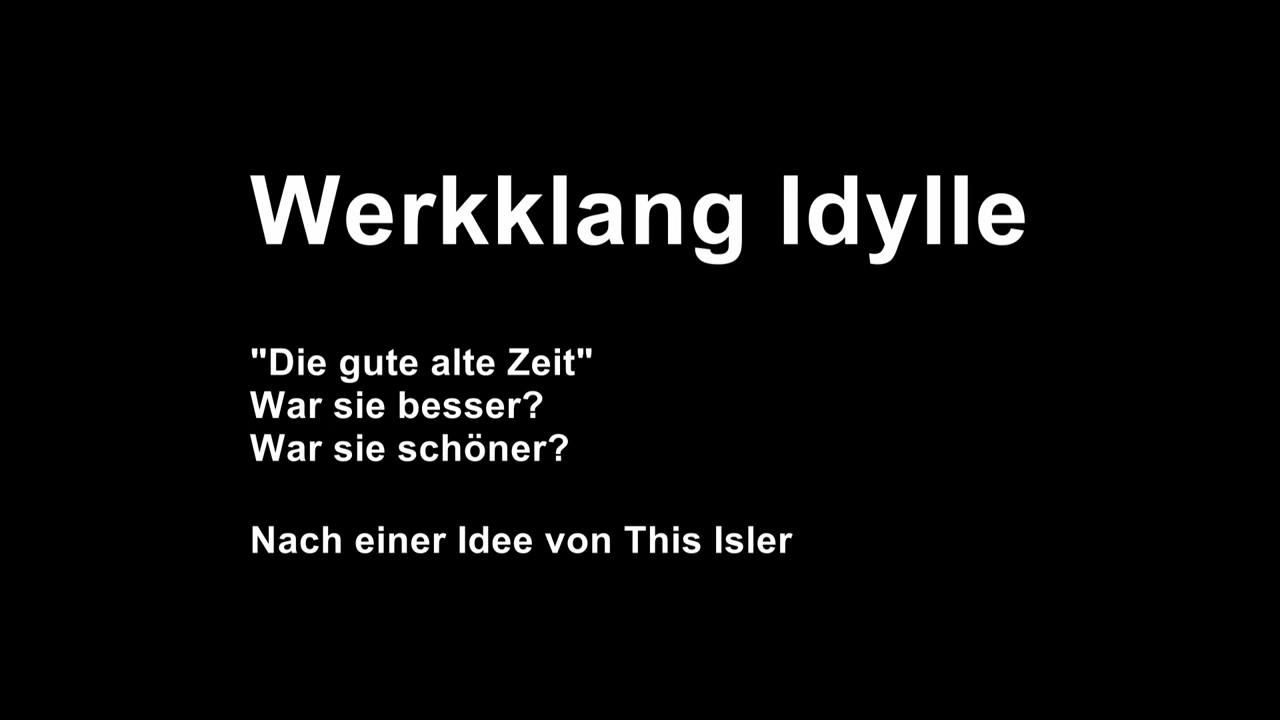 Werkklang Idylle
"Die gute alte Zeit"
War sie besser?
War sie schöner?
Nach einer Idee von This Isler